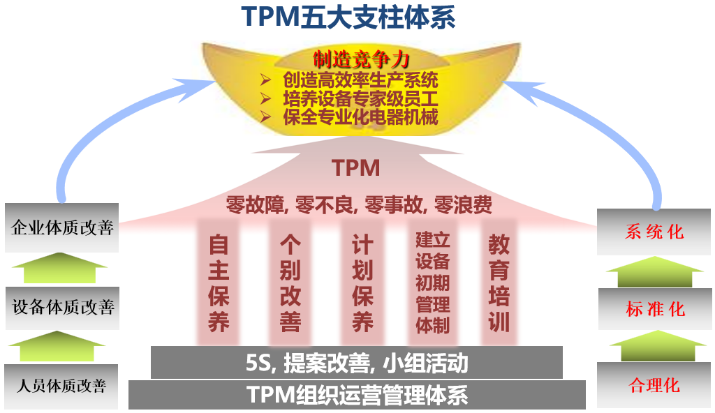 TPM五大支柱体系
制造竞争力
➢ 创造高效率生产系统
➢ 培养设备专家级员工
➢ 保全专业化电器机械
TPM
零故障, 零不良, 零事故, 零浪费
企业体质改善
设备体质改善
人员体质改善
自主保养
个别改善
计划保养
建立
设备
初期
管理
体制
教育培训
系统化
标准化
合理化
5S, 提案改善, 小组活动
TPM组织运营管理体系